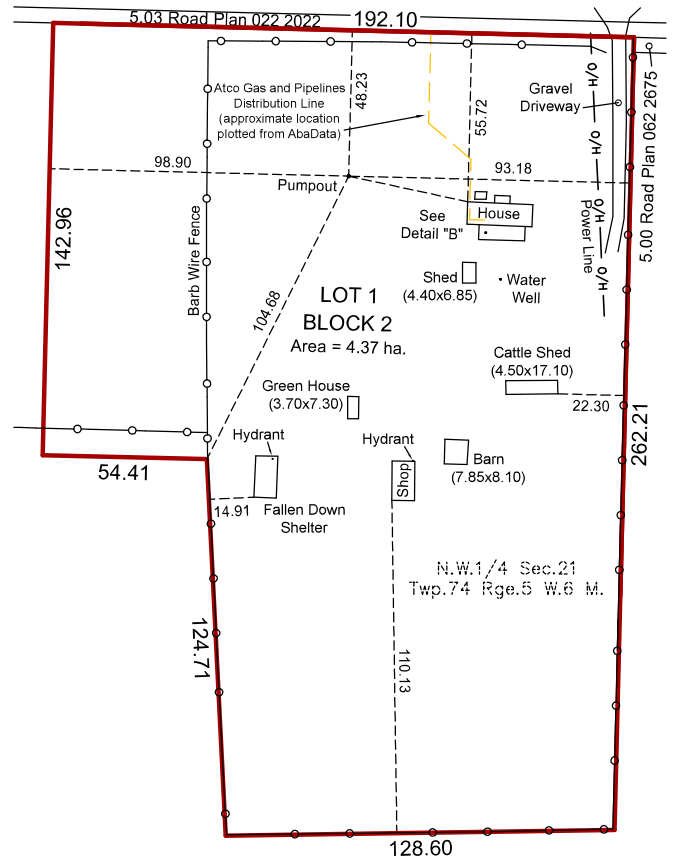 5.03 Road Plan 022 2022
192.10
Atco Gas and Pipelines
Distribution Line
(approximate location
plotted from AbaData)
48.23
55.72
Gravel
Driveway
O/H
O/H
O/H
O/H
Power Line
5.00 Road Plan 062 2675
98.90
93.18
Pumpout
House
See
Detail "B"
142.96
Barb Wire Fence
104.68
Shed
(4.40x6.85)
Water
Well
LOT 1
BLOCK 2
Area = 4.37 ha.
Cattle Shed
(4.50x17.10)
22.30
Green House
(3.70x7.30)
262.21
Hydrant
Hydrant
Shop
Barn
(7.85x8.10)
54.41
14.91
Fallen Down
Shelter
N.W.1/4 Sec.21
Twp.74 Rge.5 W.6 M.
124.71
110.13
128.60